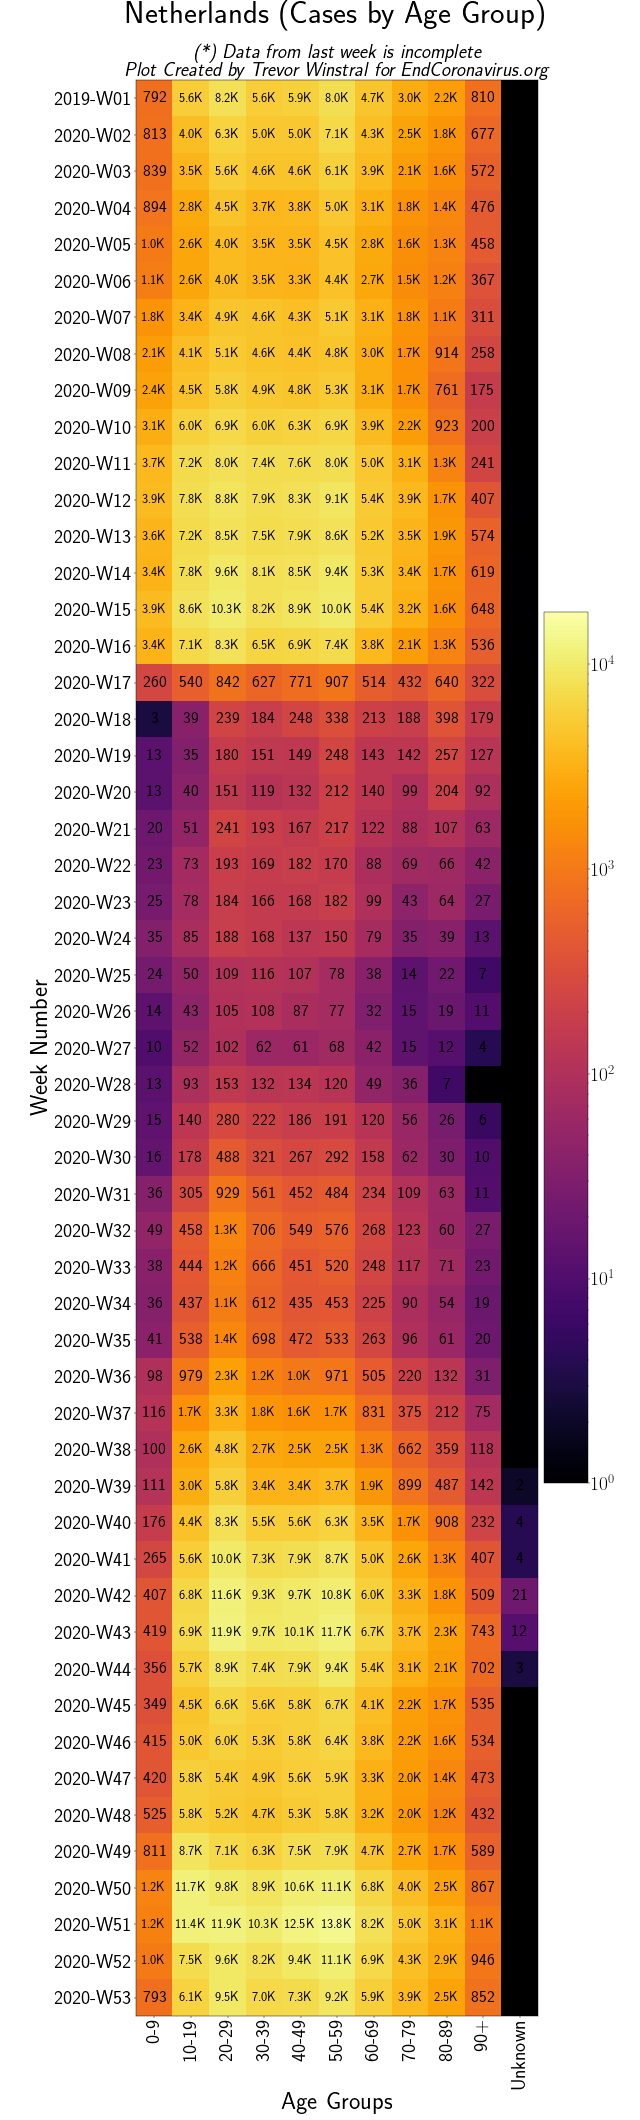 Netherlands (Cases by Age Group)
(*) Data from last week is incomplete
Plot Created by Trevor Winstral for EndCoronavirus.org
2019-W01 792 5.6K 8.2K 5.6K 5.9K 8.0K 4.7K 3.0K 2.2K 810
2020-W02 813 4.0K 6.3K 5.0K 5.0K 7.1K 4.3K 2.5K 1.8K 677
2020-W03 839 3.5K 5.6K 4.6K 4.6K 6.1K 3.9K 2.1K 1.6K 572
2020-W04 894 2.8K 4.5K 3.7K 3.8K 5.0K 3.1K 1.8K 1.4K 476
2020-W05 1.0K 2.6K 4.0K 3.5K 3.5K 4.5K 2.8K 1.6K 1.3K 458
2020-W06 1.1K 2.6K 4.0K 3.5K 3.3K 4.4K 2.7K 1.5K 1.2K 367
2020-W07 1.8K 3.4K 4.9K 4.6K 4.3K 5.1K 3.1K 1.8K 1.1K 311
2020-W08 2.1K 4.1K 5.1K 4.6K 4.4K 4.8K 3.0K 1.7K 914 258
2020-W09 2.4K 4.5K 5.8K 4.9K 4.8K 5.3K 3.1K 1.7K 761 175
2020-W10 3.1K 6.0K 6.9K 6.0K 6.3K 6.9K 3.9K 2.2K 923 200
2020-W11 3.7K 7.2K 8.0K 7.4K 7.6K 8.0K 5.0K 3.1K 1.3K 241
2020-W12 3.9K 7.8K 8.8K 7.9K 8.3K 9.1K 5.4K 3.9K 1.7K 407
2020-W13 3.6K 7.2K 8.5K 7.5K 7.9K 8.6K 5.2K 3.5K 1.9K 574
2020-W14 3.4K 7.8K 9.6K 8.1K 8.5K 9.4K 5.3K 3.4K 1.7K 619
2020-W15 3.9K 8.6K 10.3K 8.2K 8.9K 10.0K 5.4K 3.2K 1.6K 648
2020-W16 3.4K 7.1K 8.3K 6.5K 6.9K 7.4K 3.8K 2.1K 1.3K 536
2020-W17 260 540 842 627 771 907 514 432 640 322
2020-W18 3 39 239 184 248 338 213 188 398 179
2020-W19 13 35 180 151 149 248 143 142 257 127
2020-W20 13 40 151 119 132 212 140 99 204 92
2020-W21 20 51 241 193 167 217 122 88 107 63
2020-W22 23 73 193 169 182 170 88 69 66 42
2020-W23 25 78 184 166 168 182 99 43 64 27
2020-W24 35 85 188 168 137 150 79 35 39 13
2020-W25 24 50 109 116 107 78 38 14 22 7
2020-W26 14 43 105 108 87 77 32 15 19 11
2020-W27 10 52 102 62 61 68 42 15 12 4
2020-W28 13 93 153 132 134 120 49 36 7
2020-W29 15 140 280 222 186 191 120 56 26 6
2020-W30 16 178 488 321 267 292 158 62 30 10
2020-W31 36 305 929 561 452 484 234 109 63 11
2020-W32 49 458 1.3K 706 549 576 268 123 60 27
2020-W33 38 444 1.2K 666 451 520 248 117 71 23
2020-W34 36 437 1.1K 612 435 453 225 90 54 19
2020-W35 41 538 1.4K 698 472 533 263 96 61 20
2020-W36 98 979 2.3K 1.2K 1.0K 971 505 220 132 31
2020-W37 116 1.7K 3.3K 1.8K 1.6K 1.7K 831 375 212 75
2020-W38 100 2.6K 4.8K 2.7K 2.5K 2.5K 1.3K 662 359 118
2020-W39 111 3.0K 5.8K 3.4K 3.4K 3.7K 1.9K 899 487 142 2
2020-W40 176 4.4K 8.3K 5.5K 5.6K 6.3K 3.5K 1.7K 908 232 4
2020-W41 265 5.6K 10.0K 7.3K 7.9K 8.7K 5.0K 2.6K 1.3K 407 4
2020-W42 407 6.8K 11.6K 9.3K 9.7K 10.8K 6.0K 3.3K 1.8K 509 21
2020-W43 419 6.9K 11.9K 9.7K 10.1K 11.7K 6.7K 3.7K 2.3K 743 12
2020-W44 356 5.7K 8.9K 7.4K 7.9K 9.4K 5.4K 3.1K 2.1K 702 3
2020-W45 349 4.5K 6.6K 5.6K 5.8K 6.7K 4.1K 2.2K 1.7K 535
2020-W46 415 5.0K 6.0K 5.3K 5.8K 6.4K 3.8K 2.2K 1.6K 534
2020-W47 420 5.8K 5.4K 4.9K 5.6K 5.9K 3.3K 2.0K 1.4K 473
2020-W48 525 5.8K 5.2K 4.7K 5.3K 5.8K 3.2K 2.0K 1.2K 432
2020-W49 811 8.7K 7.1K 6.3K 7.5K 7.9K 4.7K 2.7K 1.7K 589
2020-W50 1.2K 11.7K 9.8K 8.9K 10.6K 11.1K 6.8K 4.0K 2.5K 867
2020-W51 1.2K 11.4K 11.9K 10.3K 12.5K 13.8K 8.2K 5.0K 3.1K 1.1K
2020-W52 1.0K 7.5K 9.6K 8.2K 9.4K 11.1K 6.9K 4.3K 2.9K 946
2020-W53 793 6.1K 9.5K 7.0K 7.3K 9.2K 5.9K 3.9K 2.5K 852
0-9 10-19 20-29 30-39 40-49 50-59 60-69 70-79 80-89 90+ Unknown
Age Groups
Week Number
10⁴
10³
10²
10¹
10⁰